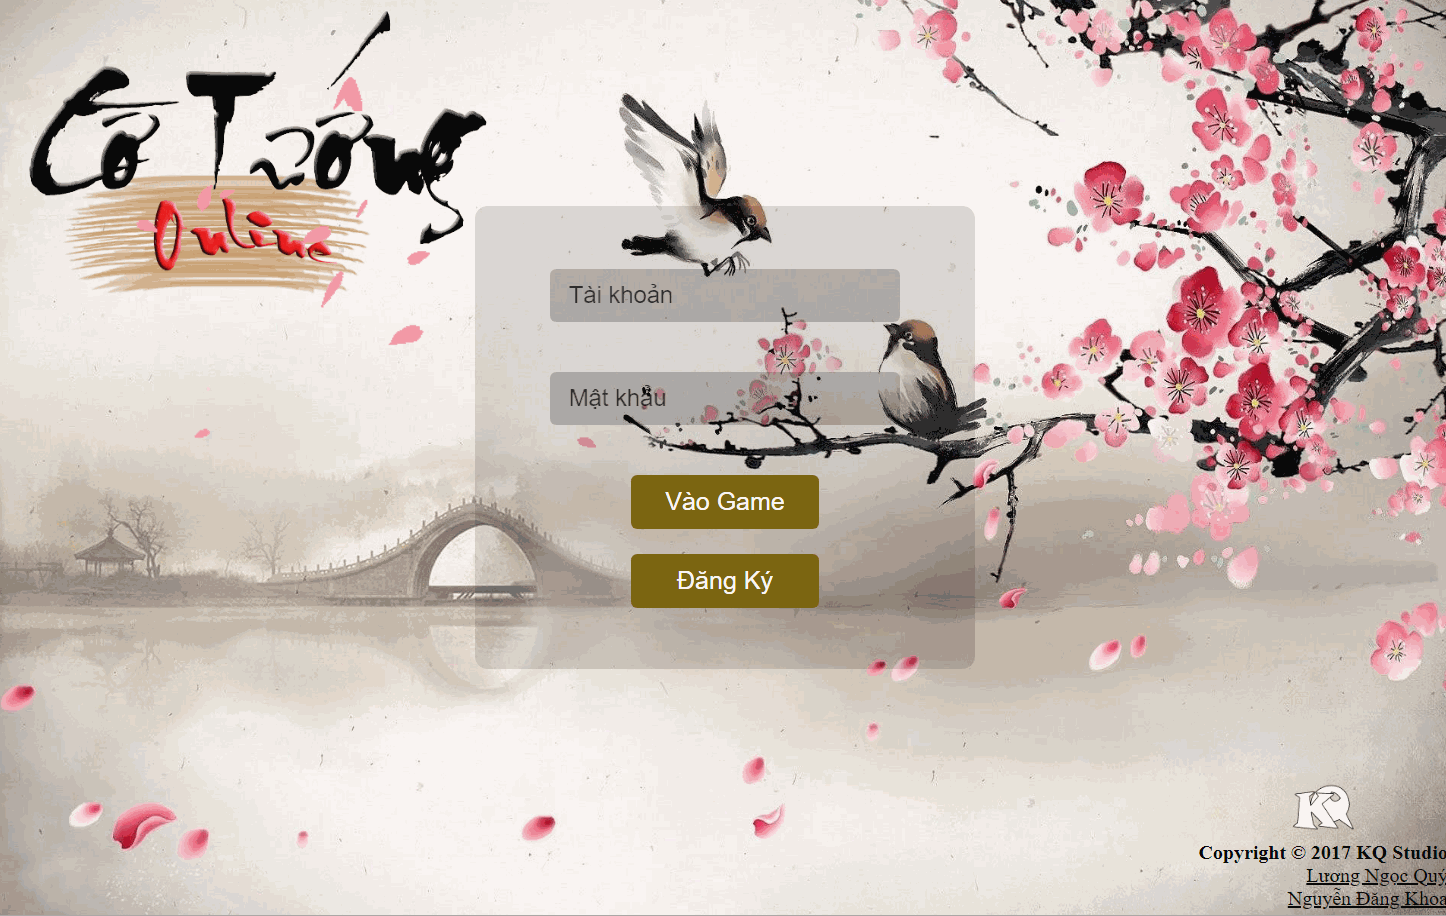 Cờ Tướng
Online
Tài khoản
Mật khẩu
Vào Game
Đăng Ký
KQ
Copyright © 2017 KQ Studio
Lương Ngọc Quý
Nguyễn Đăng Khoa